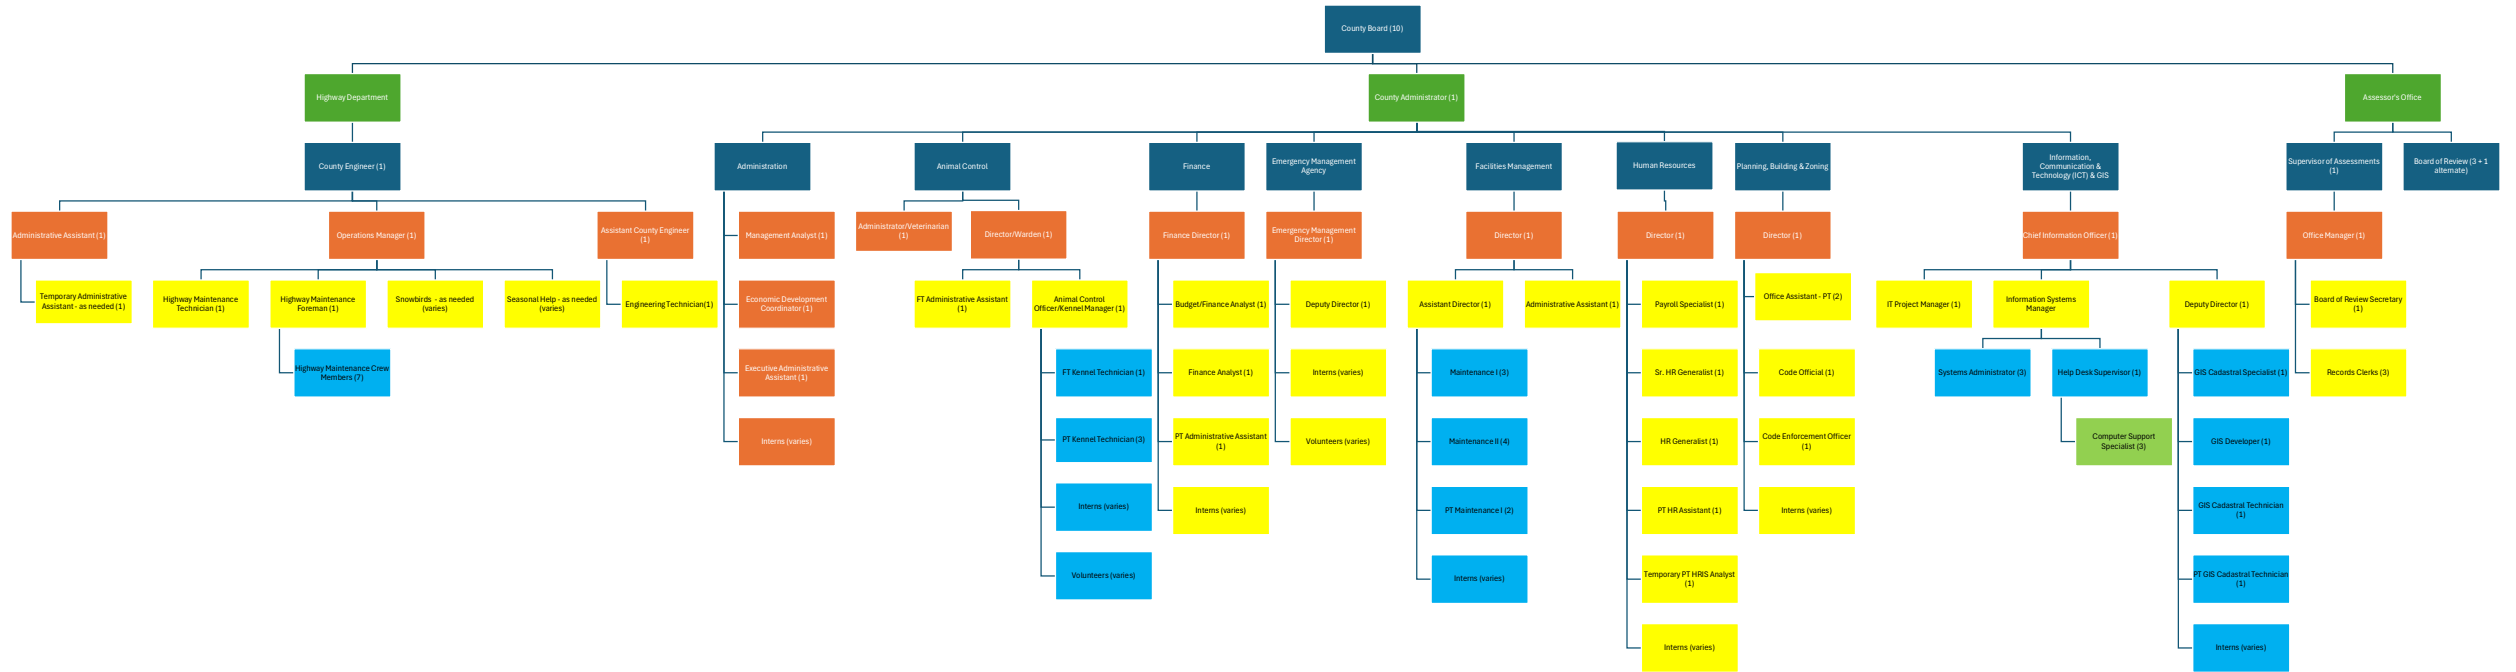 County Board (10)
Highway Department
County Administrator (1)
Assessor's Office
County Engineer (1)
Administration
Animal Control
Finance
Emergency Management
Agency
Facilities Management
Human Resources
Planning, Building & Zoning
Information,
Communication &
Technology (ICT) & GIS
Supervisor of Assessments
(1)
Board of Review (3 + 1
alternate)
Administrative Assistant (1)
Operations Manager (1)
Assistant County Engineer
(1)
Management Analyst (1)
Administrator/Veterinarian
(1)
Director/Warden (1)
Finance Director (1)
Emergency Management
Director (1)
Director (1)
Director (1)
Director (1)
Chief Information Officer (1)
Office Manager (1)
Temporary Administrative
Assistant - as needed (1)
Highway Maintenance
Technician (1)
Highway Maintenance
Foreman (1)
Snowbirds - as needed
(varies)
Seasonal Help - as needed
(varies)
Engineering Technician(1)
Economic Development
Coordinator (1)
FT Administrative Assistant
(1)
Animal Control
Officer/Kennel Manager (1)
Budget/Finance Analyst (1)
Deputy Director (1)
Assistant Director (1)
Administrative Assistant (1)
Payroll Specialist (1)
Office Assistant - PT (2)
IT Project Manager (1)
Information Systems
Manager
Deputy Director (1)
Board of Review Secretary
(1)
Highway Maintenance Crew
Members (7)
Executive Administrative
Assistant (1)
FT Kennel Technician (1)
Finance Analyst (1)
Interns (varies)
Maintenance I (3)
Sr. HR Generalist (1)
Code Official (1)
Systems Administrator (3)
Help Desk Supervisor (1)
GIS Cadastral Specialist (1)
Records Clerks (3)
Interns (varies)
PT Kennel Technician (3)
PT Administrative Assistant
(1)
Volunteers (varies)
Maintenance II (4)
HR Generalist (1)
Code Enforcement Officer
(1)
Computer Support
Specialist (3)
GIS Developer (1)
Interns (varies)
Interns (varies)
PT Maintenance I (2)
PT HR Assistant (1)
Interns (varies)
GIS Cadastral Technician
(1)
Volunteers (varies)
Interns (varies)
Temporary PT HRIS Analyst
(1)
PT GIS Cadastral Technician
(1)
Interns (varies)
Interns (varies)